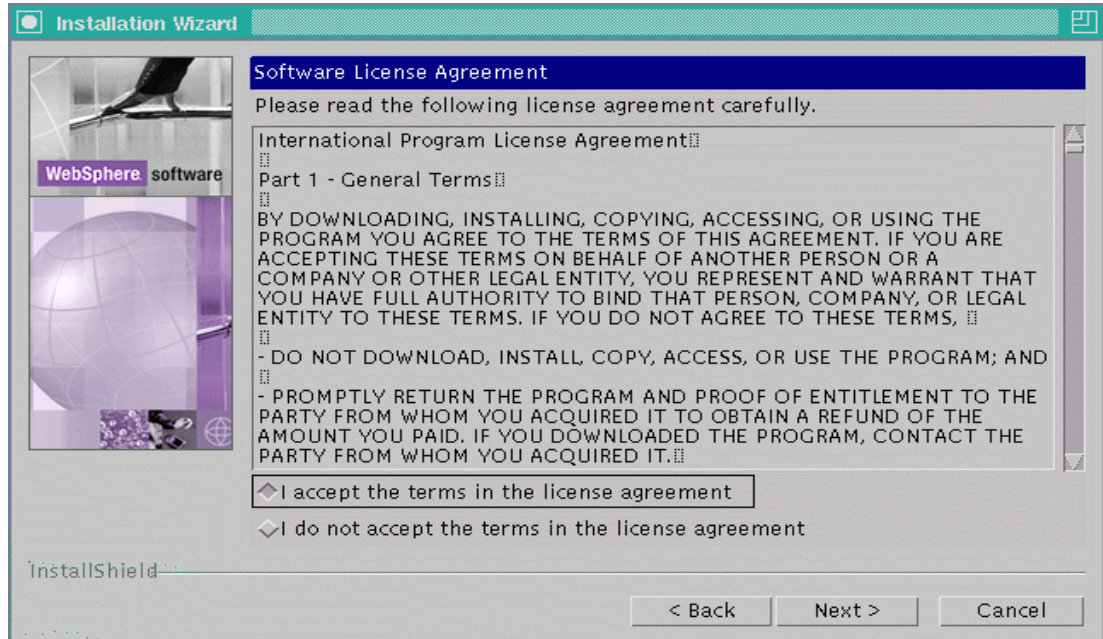 Installation Wizard
Software License Agreement
Please read the following license agreement carefully.
WebSphere software
International Program License Agreement
Part 1 - General Terms
BY DOWNLOADING, INSTALLING, COPYING, ACCESSING, OR USING THE
PROGRAM YOU AGREE TO THE TERMS OF THIS AGREEMENT. IF YOU ARE
ACCEPTING THESE TERMS ON BEHALF OF ANOTHER PERSON OR A
COMPANY OR OTHER LEGAL ENTITY, YOU REPRESENT AND WARRANT THAT
YOU HAVE FULL AUTHORITY TO BIND THAT PERSON, COMPANY, OR LEGAL
ENTITY TO THESE TERMS. IF YOU DO NOT AGREE TO THESE TERMS,
- DO NOT DOWNLOAD, INSTALL, COPY, ACCESS, OR USE THE PROGRAM; AND
- PROMPTLY RETURN THE PROGRAM AND PROOF OF ENTITLEMENT TO THE
PARTY FROM WHOM YOU ACQUIRED IT TO OBTAIN A REFUND OF THE
AMOUNT YOU PAID. IF YOU DOWNLOADED THE PROGRAM, CONTACT THE
PARTY FROM WHOM YOU ACQUIRED IT.
I accept the terms in the license agreement
I do not accept the terms in the license agreement
InstallShield
< Back
Next >
Cancel